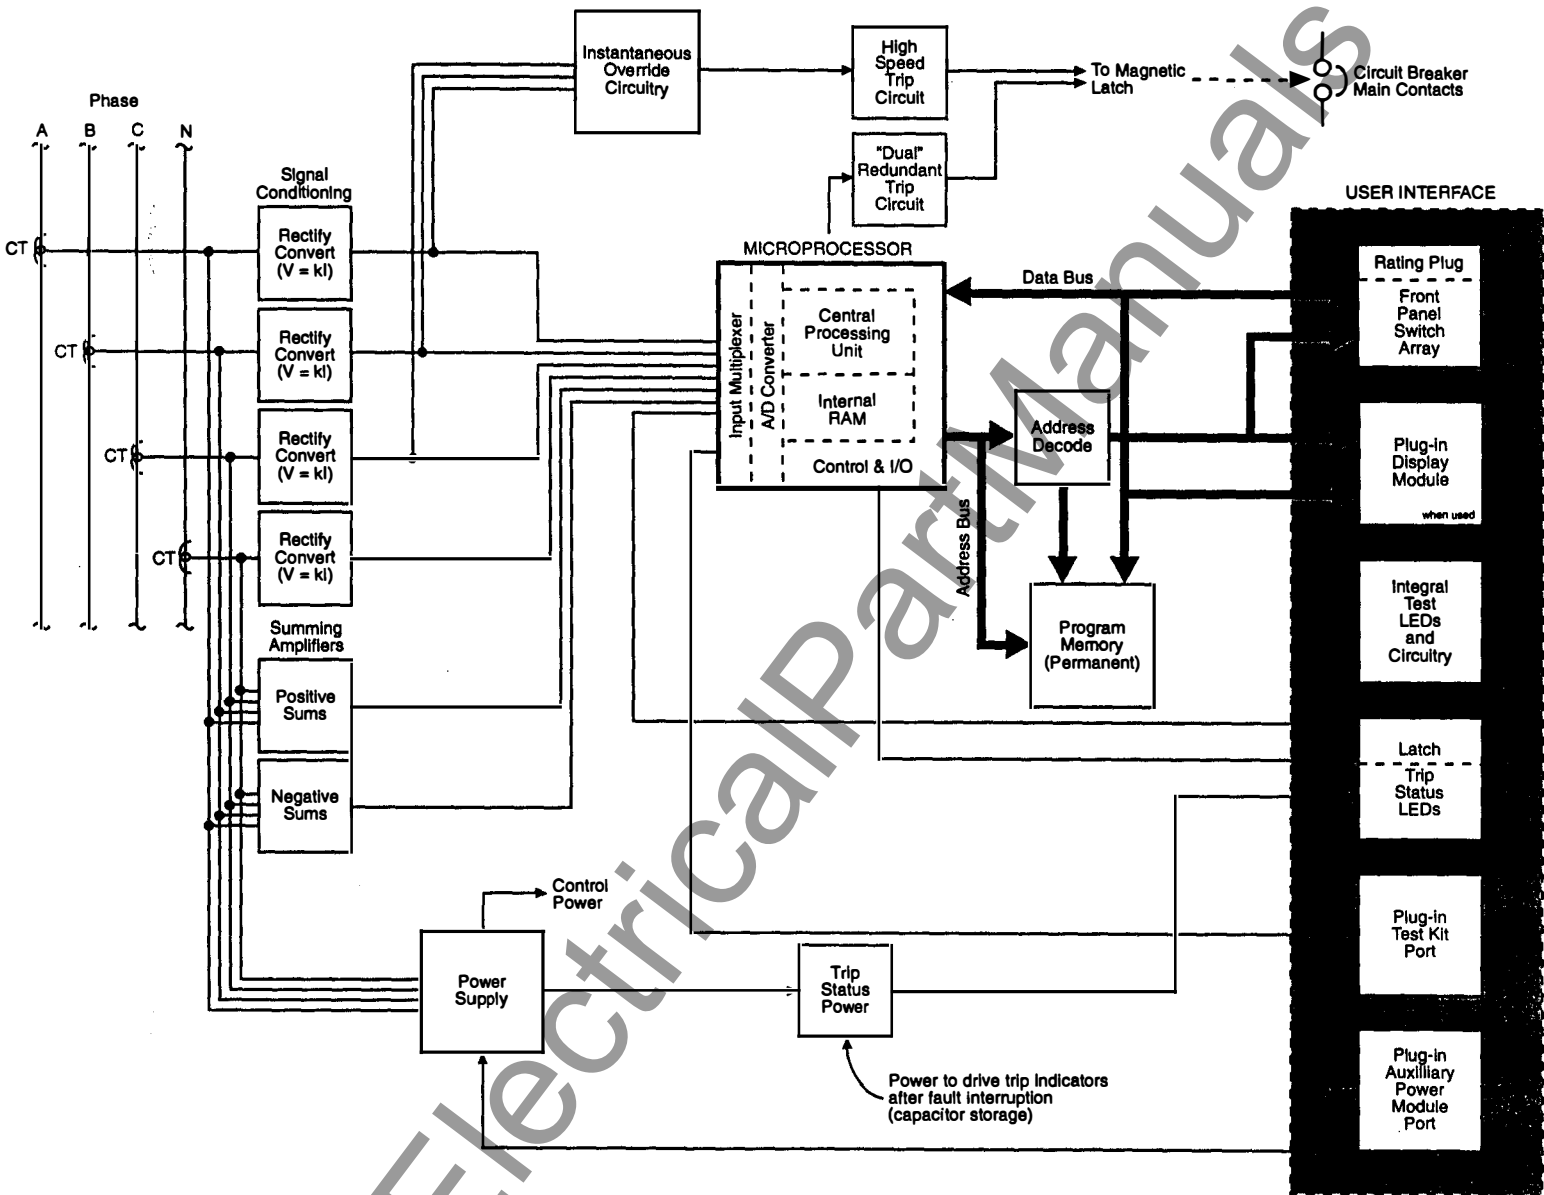 Instantaneous
Override
Circuitry
High
Speed
Trip
Circuit
To Magnetic
Latch
Circuit Breaker
Main Contacts
Phase
A
B
C
N
"Dual"
Redundant
Trip
Circuit
USER INTERFACE
Signal
Conditioning
CT
Rectify
Convert
(V = kI)
CT
Rectify
Convert
(V = kI)
CT
Rectify
Convert
(V = kI)
CT
Rectify
Convert
(V = kI)
MICROPROCESSOR
Input Multiplexer
A/D Converter
Central
Processing
Unit
Internal
RAM
Control & I/O
Data Bus
Address
Decode
Address Bus
Program
Memory
(Permanent)
Rating Plug
Front
Panel
Switch
Array
Plug-in
Display
Module
when used
Integral
Test
LEDs
and
Circuitry
Latch
Trip
Status
LEDs
Plug-in
Test Kit
Port
Plug-in
Auxilliary
Power
Module
Port
Summing
Amplifiers
Positive
Sums
Negative
Sums
Control
Power
Power
Supply
Trip
Status
Power
Power to drive trip indicators
after fault interruption
(capacitor storage)
ElectricalPartManuals